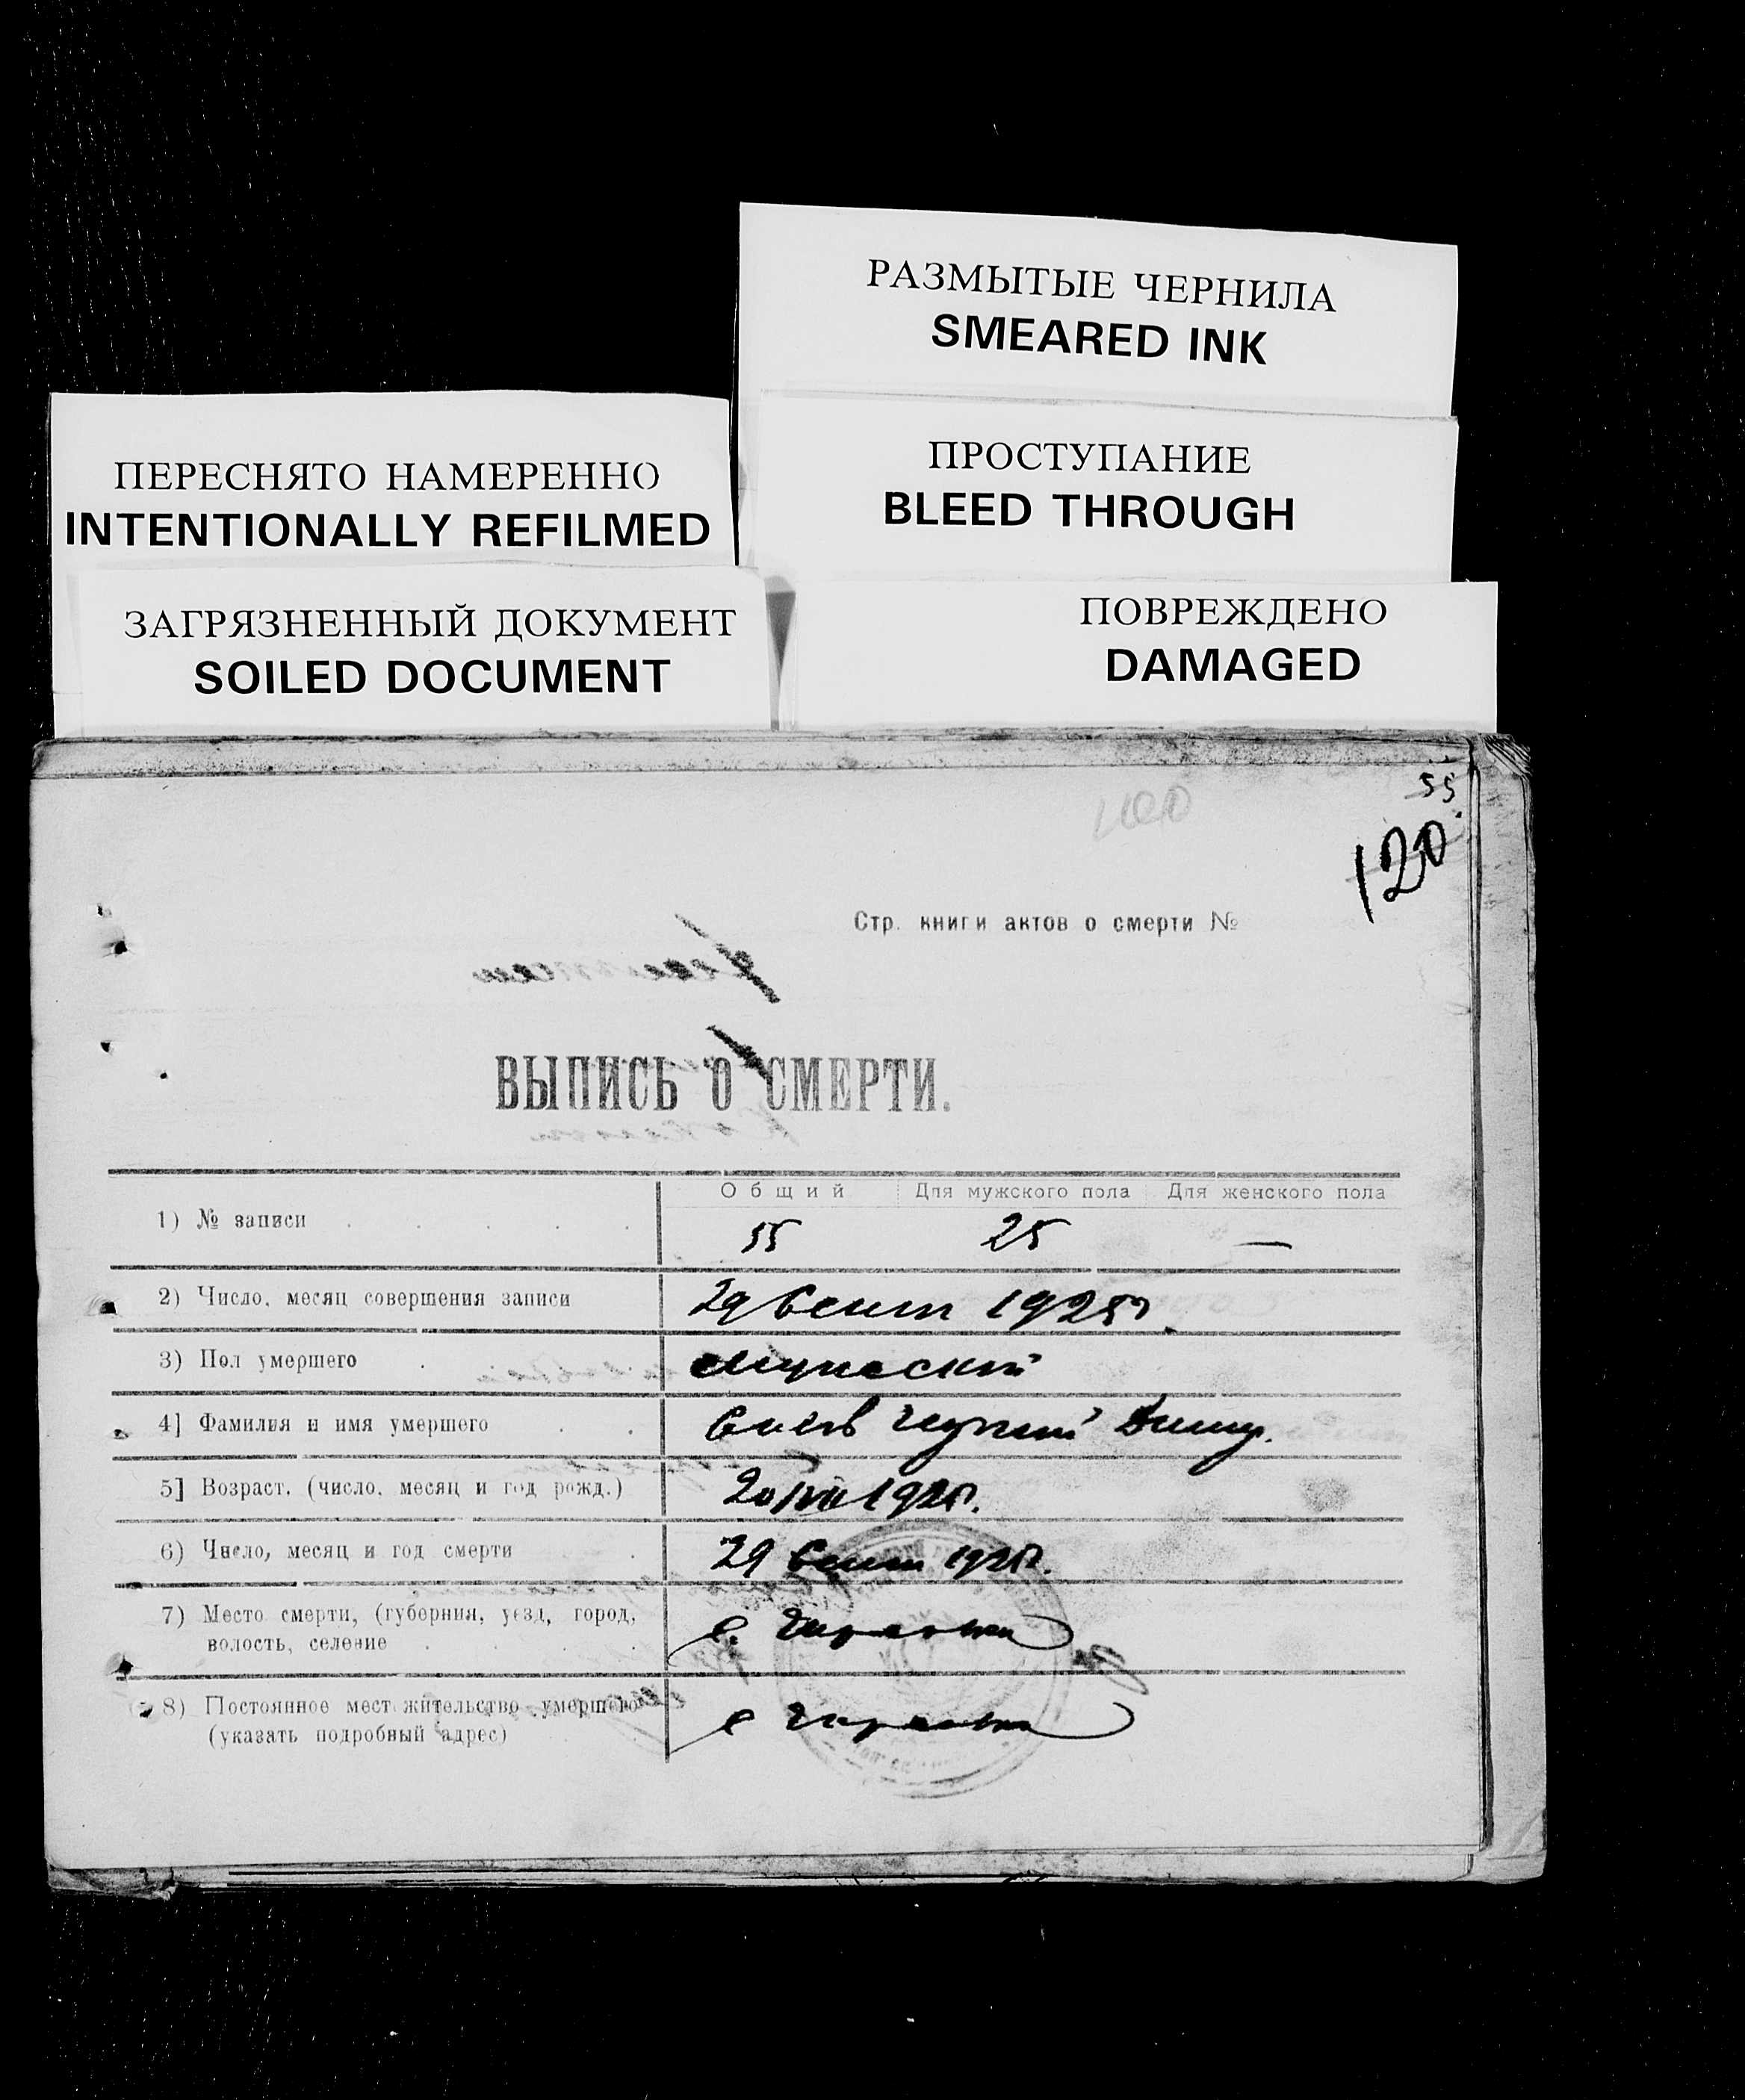 РАЗМЫТЫЕ ЧЕРНИЛА
SMEARED INK
ПРОСТУПАНИЕ
BLEED THROUGH
ПЕРЕСНЯТО НАМЕРЕННО
INTENTIONALLY REFILMED
ЗАГРЯЗНЕННЫЙ ДОКУМЕНТ
SOILED DOCUMENT
ПОВРЕЖДЕНО
DAMAGED
55
120
Стр. книги актов о смерти №
ВЫПИСЬ О СМЕРТИ.
Общий Для мужского пола Для женского пола
1) № записи 55 25 —
2) Число, месяц совершения записи 29 Сент 1925г.
3) Пол умершего Мужеский
4] Фамилия и имя умершего
5] Возраст. (число, месяц и год рожд.)
6) Число, месяц и год смерти 29 Сент 1925г.
7) Место смерти, (губерния, уезд, город,
волость, селение с.
8) Постоянное мест жительство умершего
(указать подробный адрес) с